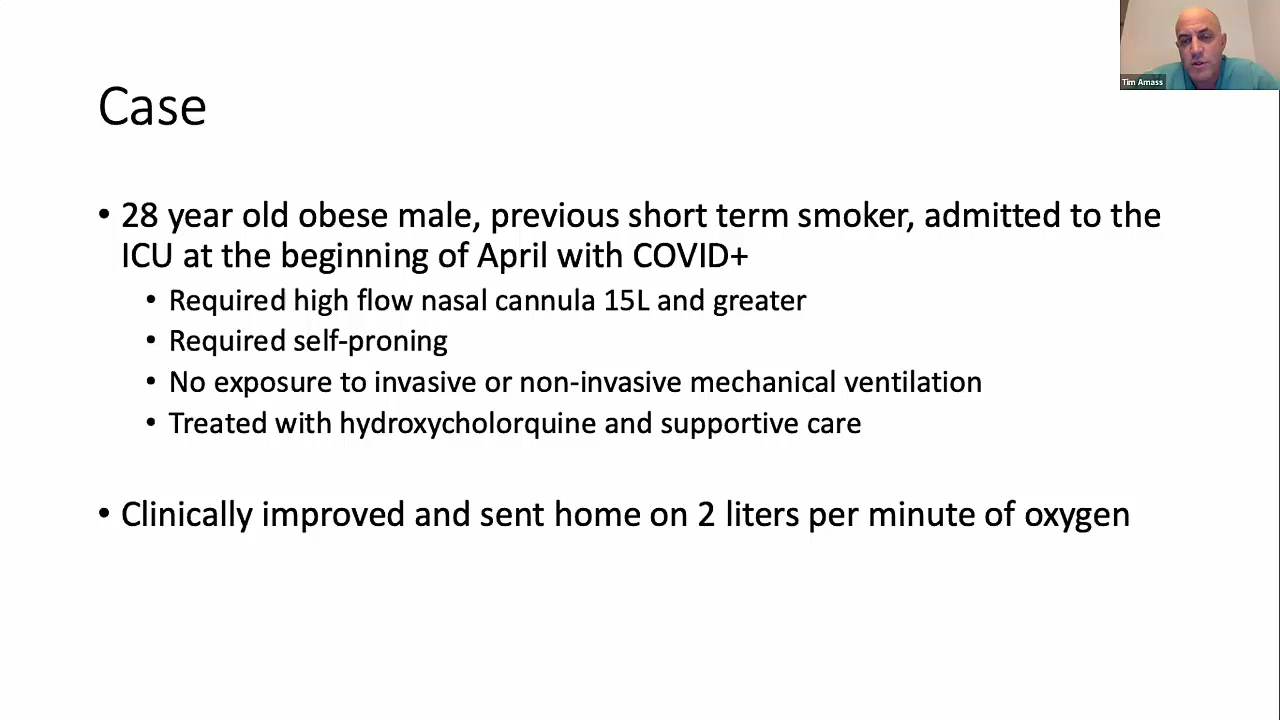 Tim Amass
Case
• 28 year old obese male, previous short term smoker, admitted to the
ICU at the beginning of April with COVID+
• Required high flow nasal cannula 15L and greater
• Required self-proning
• No exposure to invasive or non-invasive mechanical ventilation
• Treated with hydroxycholorquine and supportive care
• Clinically improved and sent home on 2 liters per minute of oxygen